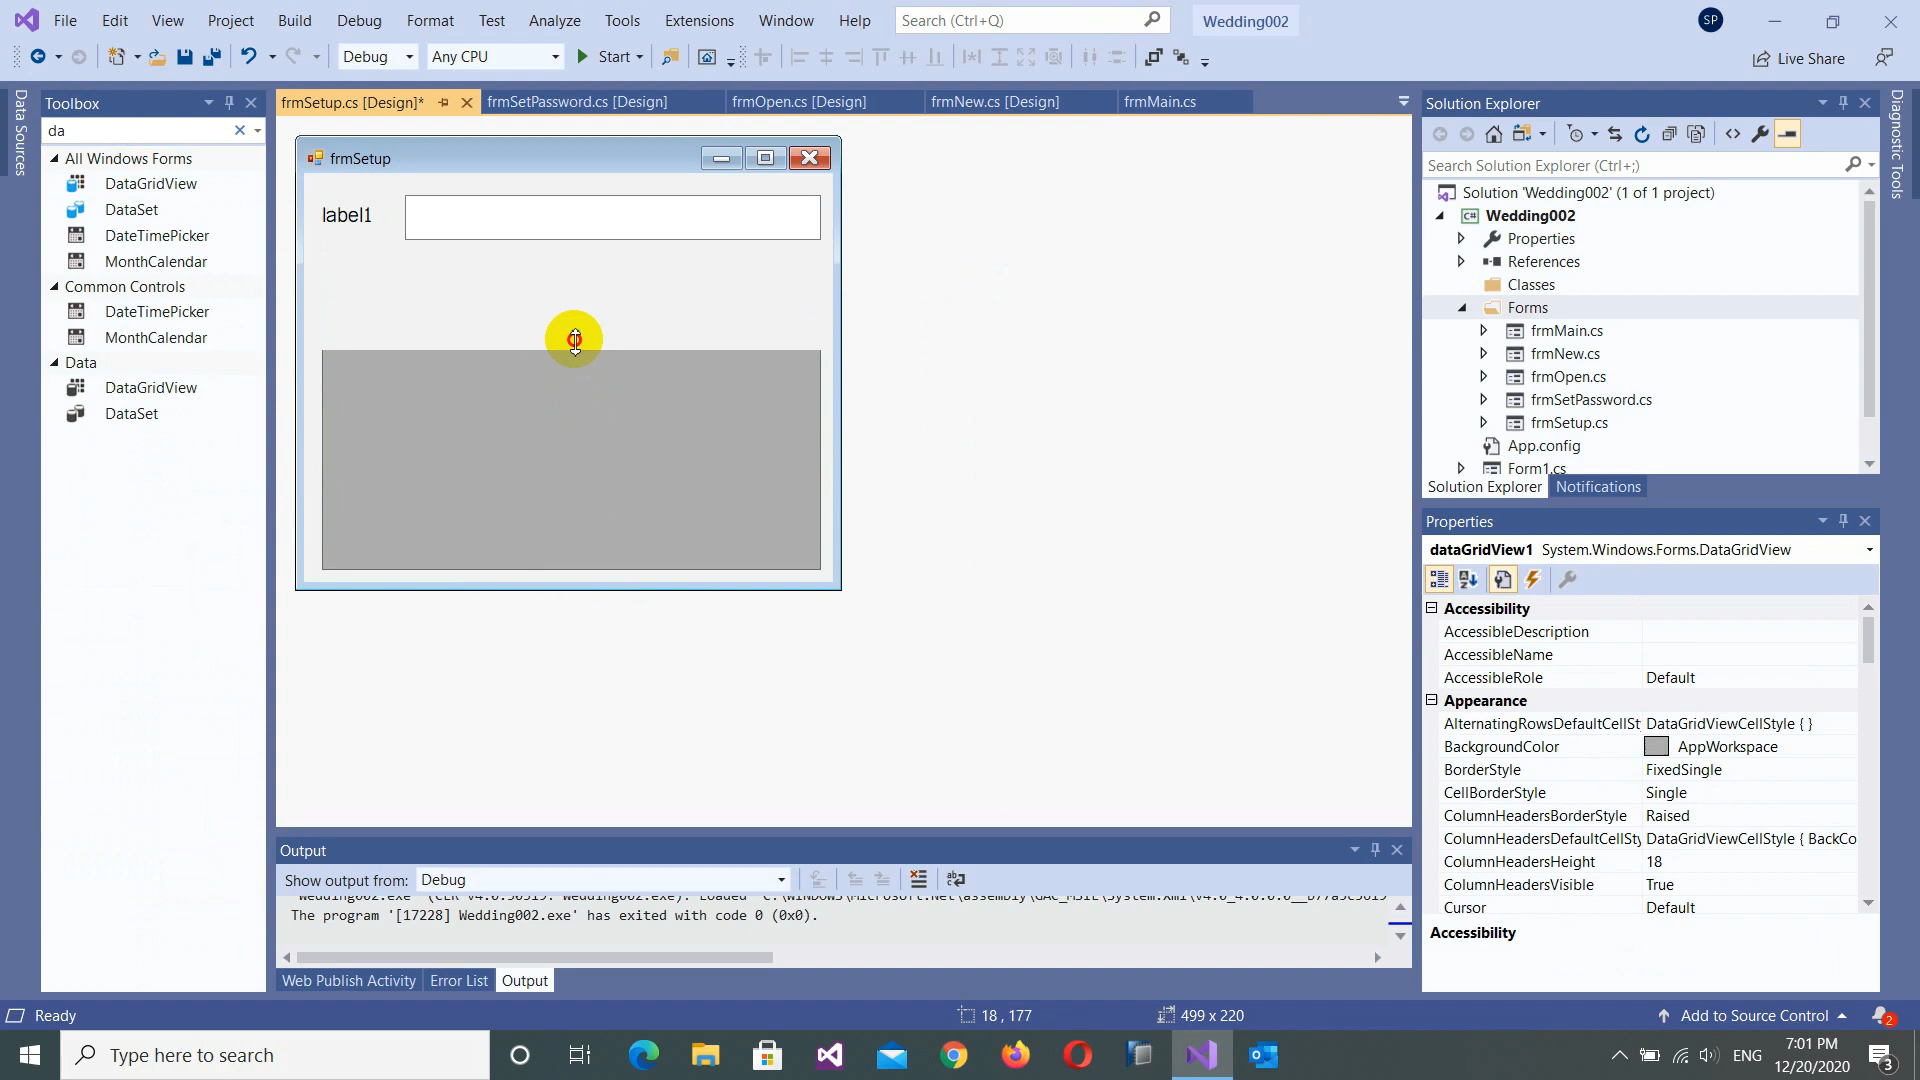 File Edit View Project Build Debug Format Test Analyze Tools Extensions Window Help Search (Ctrl+Q) Wedding002 SP
Debug Any CPU Start Live Share
Data Sources
Toolbox
da
All Windows Forms
DataGridView
DataSet
DateTimePicker
MonthCalendar
Common Controls
DateTimePicker
MonthCalendar
Data
DataGridView
DataSet
frmSetup.cs [Design]* frmSetPassword.cs [Design] frmOpen.cs [Design] frmNew.cs [Design] frmMain.cs
frmSetup
label1
Output
Show output from: Debug
The program '[17228] Wedding002.exe' has exited with code 0 (0x0).
Web Publish Activity Error List Output
Solution Explorer
Search Solution Explorer (Ctrl+;)
Solution 'Wedding002' (1 of 1 project)
C# Wedding002
Properties
References
Classes
Forms
frmMain.cs
frmNew.cs
frmOpen.cs
frmSetPassword.cs
frmSetup.cs
App.config
Form1.cs
Solution Explorer Notifications
Diagnostic Tools
Properties
dataGridView1 System.Windows.Forms.DataGridView
Accessibility
AccessibleDescription
AccessibleName
AccessibleRole Default
Appearance
AlternatingRowsDefaultCellSt DataGridViewCellStyle { }
BackgroundColor AppWorkspace
BorderStyle FixedSingle
CellBorderStyle Single
ColumnHeadersBorderStyle Raised
ColumnHeadersDefaultCellSty DataGridViewCellStyle { BackCo
ColumnHeadersHeight 18
ColumnHeadersVisible True
Cursor Default
Accessibility
Ready 18 , 177 499 x 220 Add to Source Control 2
Type here to search ENG 7:01 PM 12/20/2020 3